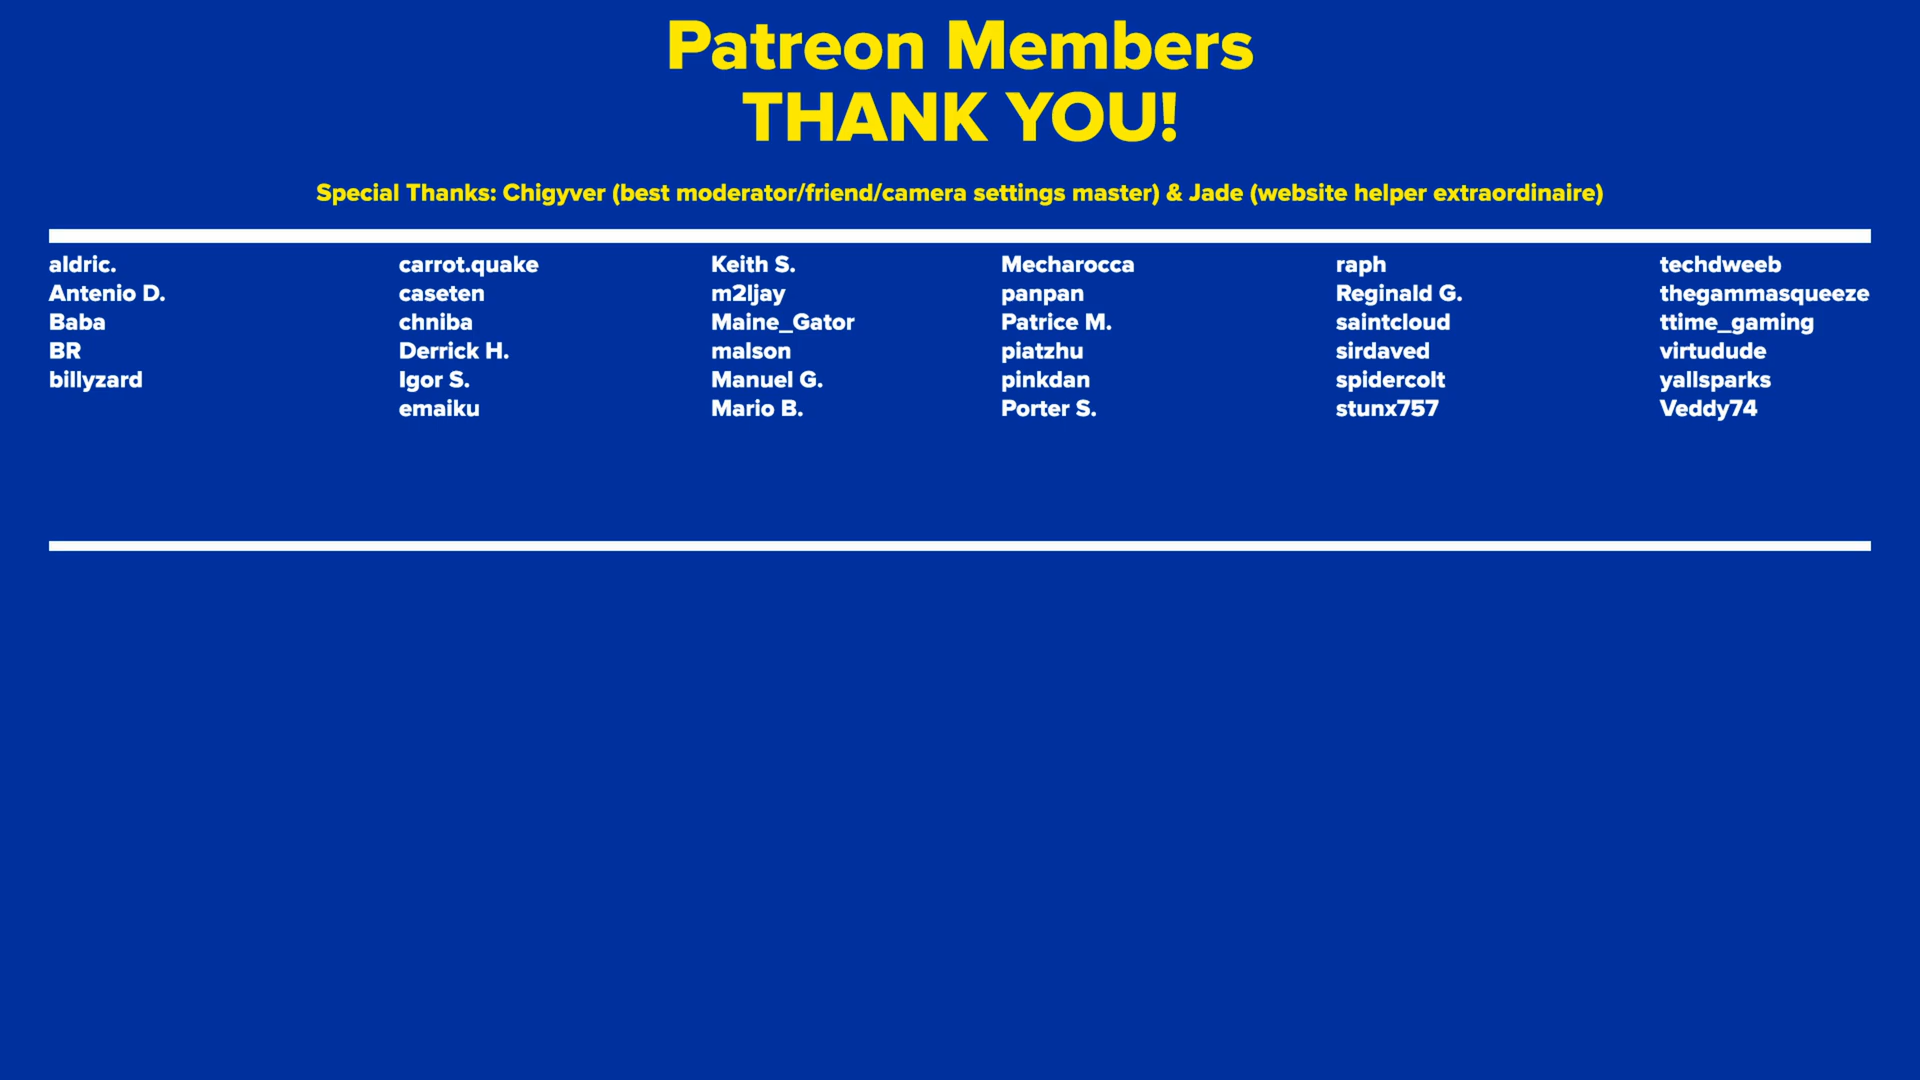 Patreon Members
THANK YOU!
Special Thanks: Chigyver (best moderator/friend/camera settings master) & Jade (website helper extraordinaire)
aldric.
Antenio D.
Baba
BR
billyzard
carrot.quake
caseten
chniba
Derrick H.
Igor S.
emaiku
Keith S.
m2ljay
Maine_Gator
malson
Manuel G.
Mario B.
Mecharocca
panpan
Patrice M.
piatzhu
pinkdan
Porter S.
raph
Reginald G.
saintcloud
sirdaved
spidercolt
stunx757
techdweeb
thegammasqueeze
ttime_gaming
virtudude
yallsparks
Veddy74